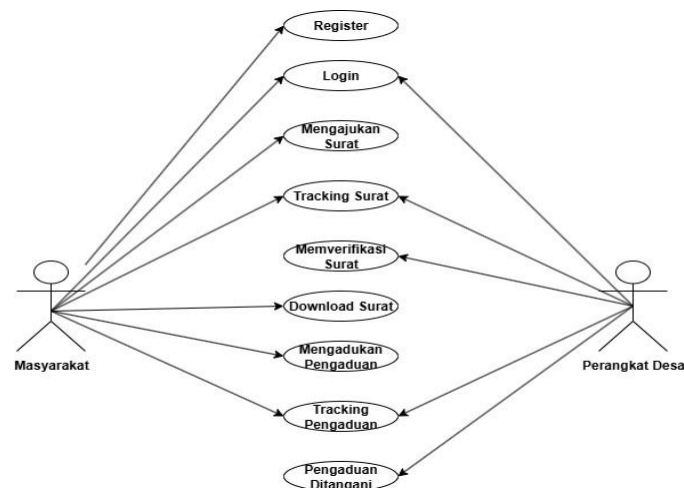 Register
Login
Mengajukan
Surat
Tracking Surat
Memverifikasi
Surat
Download Surat
Mengadukan
Pengaduan
Tracking
Pengaduan
Pengaduan
Ditangani
Masyarakat
Perangkat Desa